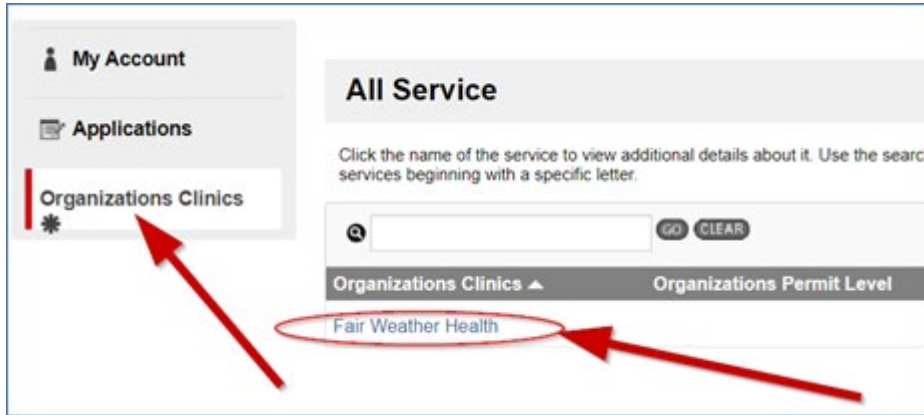 My Account
Applications
Organizations Clinics
All Service
Click the name of the service to view additional details about it. Use the searc
services beginning with a specific letter.
GO CLEAR
Organizations Clinics Organizations Permit Level
Fair Weather Health